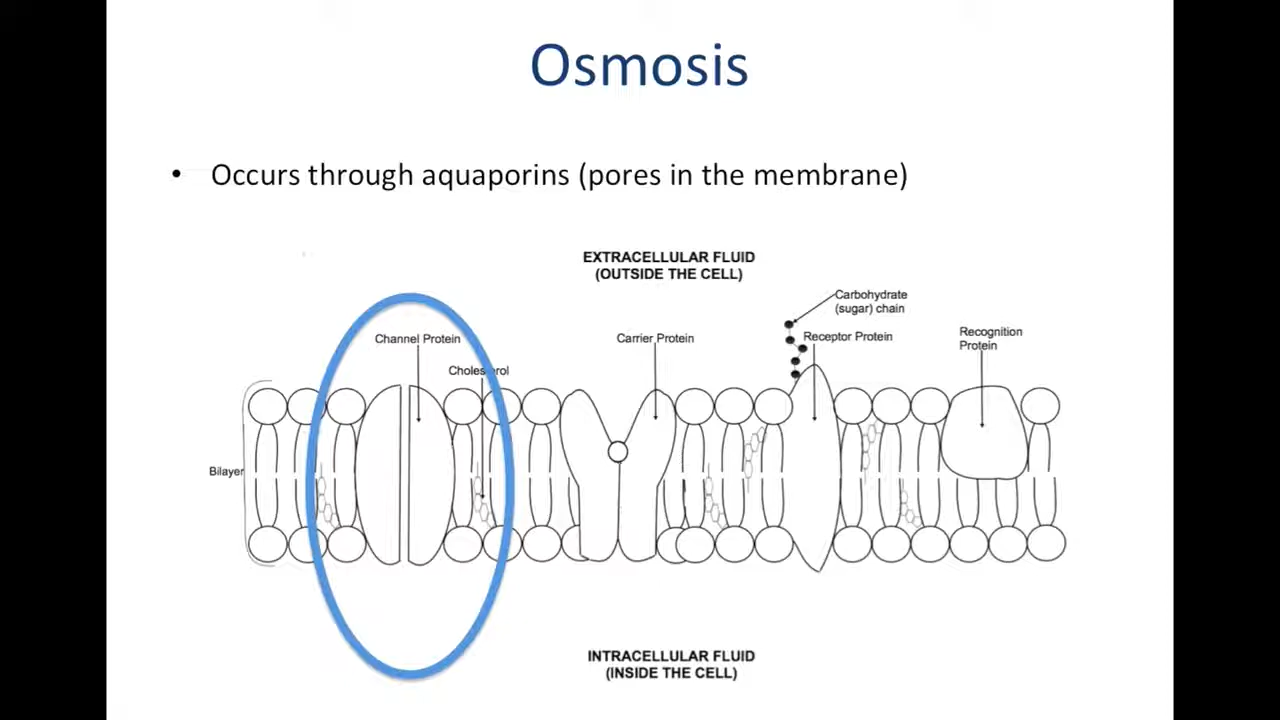 Osmosis
• Occurs through aquaporins (pores in the membrane)
EXTRACELLULAR FLUID
(OUTSIDE THE CELL)
Carbohydrate
(sugar) chain
Channel Protein
Carrier Protein
Receptor Protein
Recognition
Protein
Cholesterol
Bilayer
INTRACELLULAR FLUID
(INSIDE THE CELL)